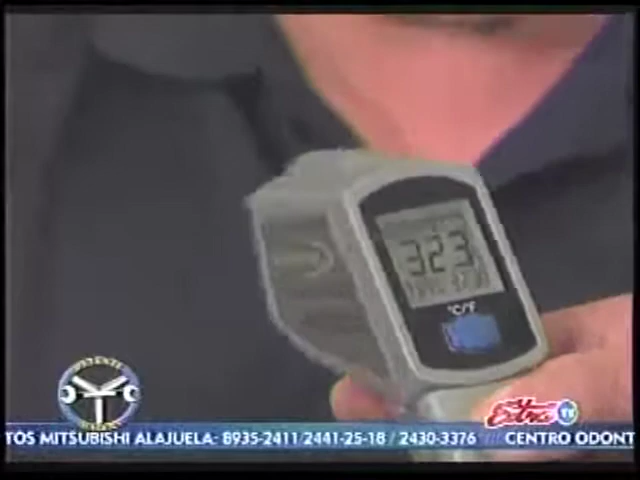 323
°C/°F
Extra TV
TOS MITSUBISHI ALAJUELA: 8935-2411/2441-25-18 / 2430-3376 /////// CENTRO ODONT